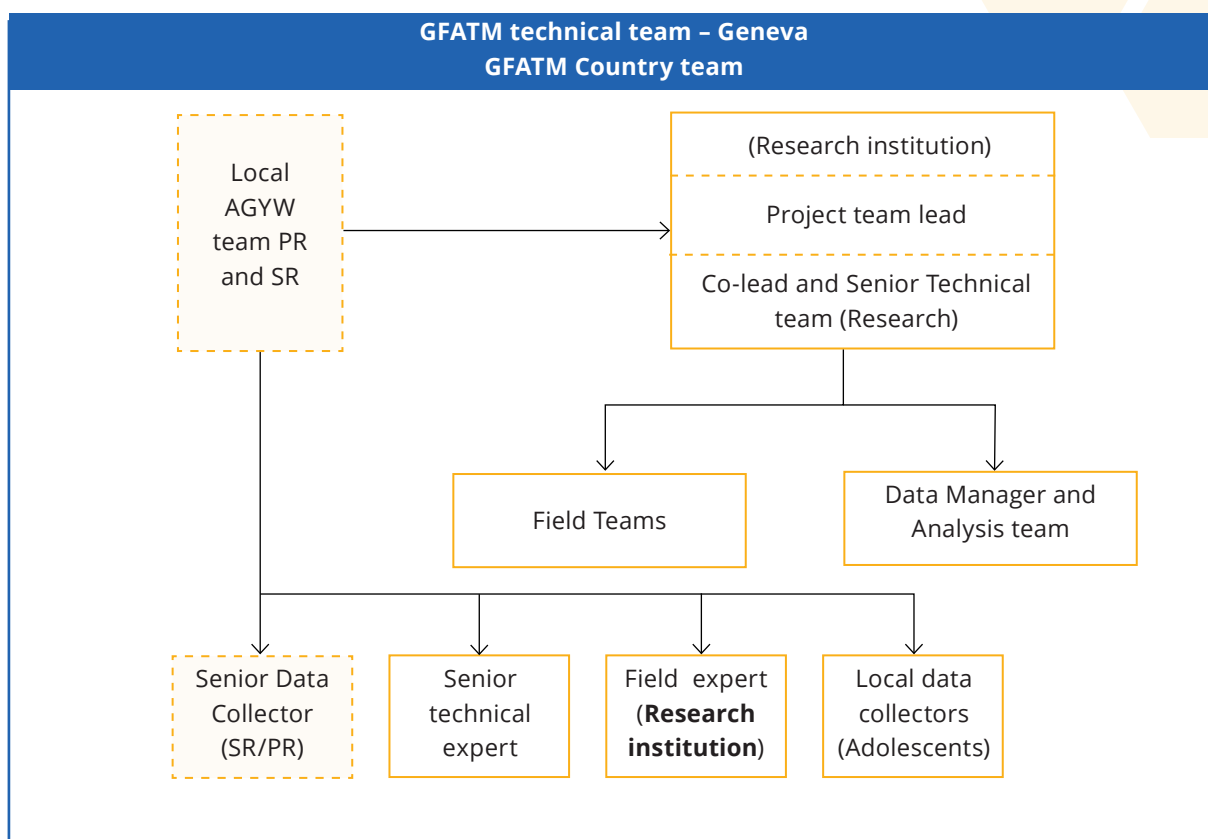 GFATM technical team – Geneva
GFATM Country team
Local
AGYW
team PR
and SR
(Research institution)
Project team lead
Co-lead and Senior Technical
team (Research)
Field Teams
Data Manager and
Analysis team
Senior Data
Collector
(SR/PR)
Senior
technical
expert
Field expert
(Research
institution)
Local data
collectors
(Adolescents)